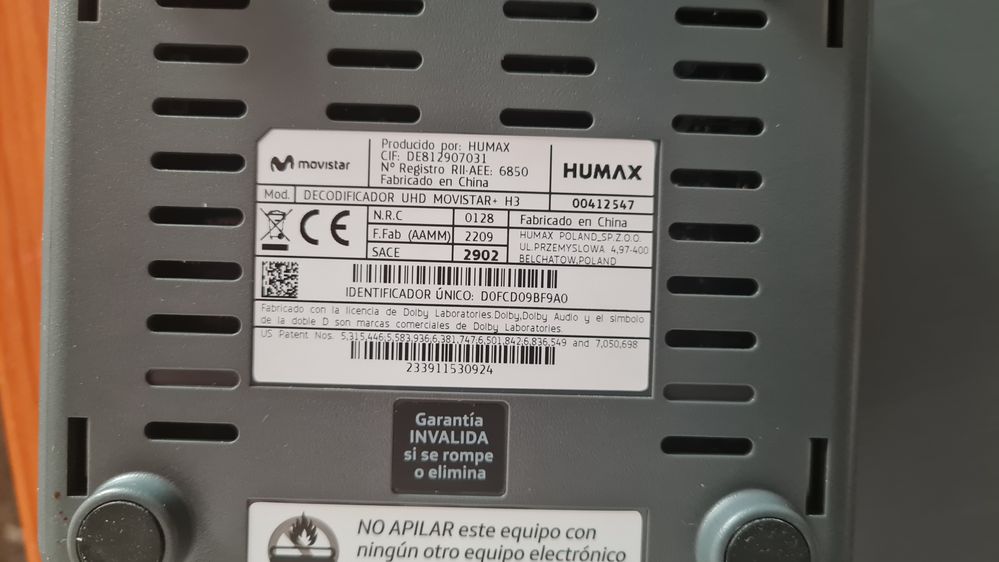 movistar
Producido por: HUMAX
CIF: DE812907031
Nº Registro RII-AEE: 6850
Fabricado en China
HUMAX
Mod. DECODIFICADOR UHD MOVISTAR+ H3
00412547
CE
N.R.C 0128
F.Fab (AAMM) 2209
SACE 2902
Fabricado en China
HUMAX POLAND_SP.Z.O.O.
UL.PRZEMYSLOWA 4,97-400
BELCHATOW,POLAND
IDENTIFICADOR ÚNICO: D0FCD09BF9A0
Fabricado con la licencia de Dolby Laboratories.Dolby,Dolby Audio y el símbolo
de la doble D son marcas comerciales de Dolby Laboratories.
US Patent Nos. 5,315,446,5,583,936,6,381,747,6,501,842,6,836,549 and 7,050,698
233911530924
Garantía
INVALIDA
si se rompe
o elimina
NO APILAR este equipo con
ningún otro equipo electrónico